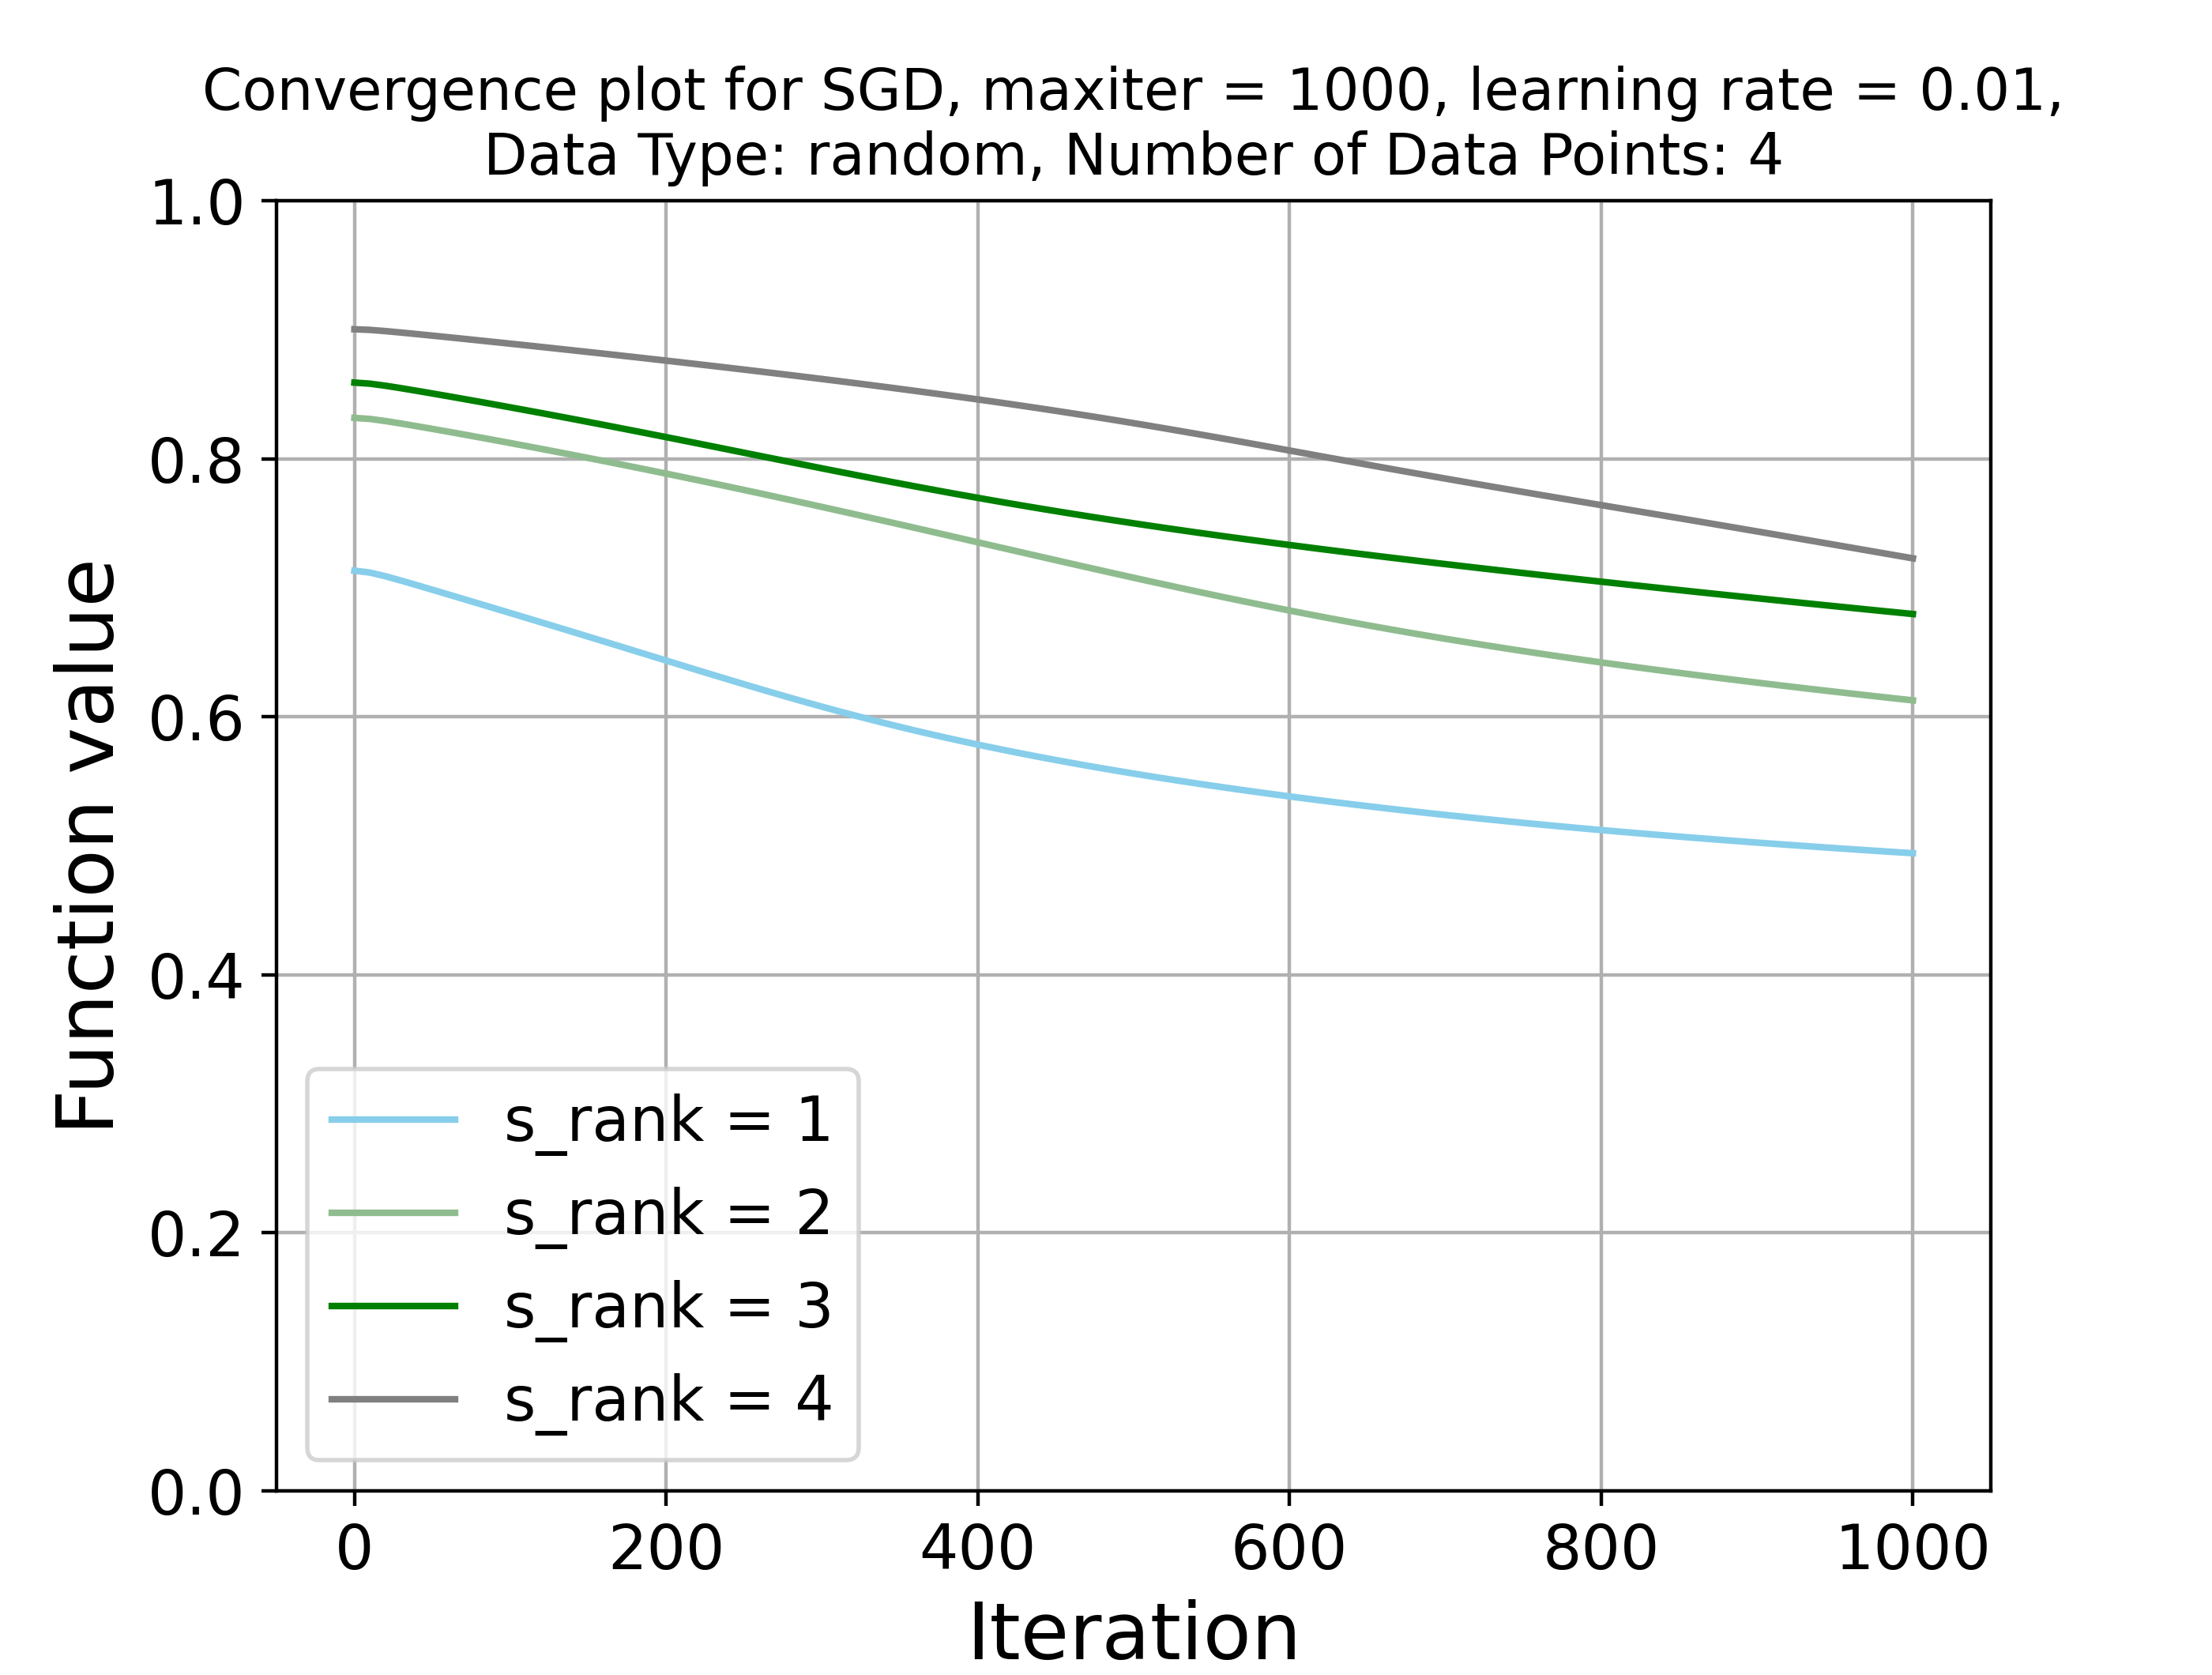 Convergence plot for SGD, maxiter = 1000, learning rate = 0.01,
Data Type: random, Number of Data Points: 4
1.0
0.8
0.6
0.4
0.2
0.0
Function value
s_rank = 1
s_rank = 2
s_rank = 3
s_rank = 4
0 200 400 600 800 1000
Iteration